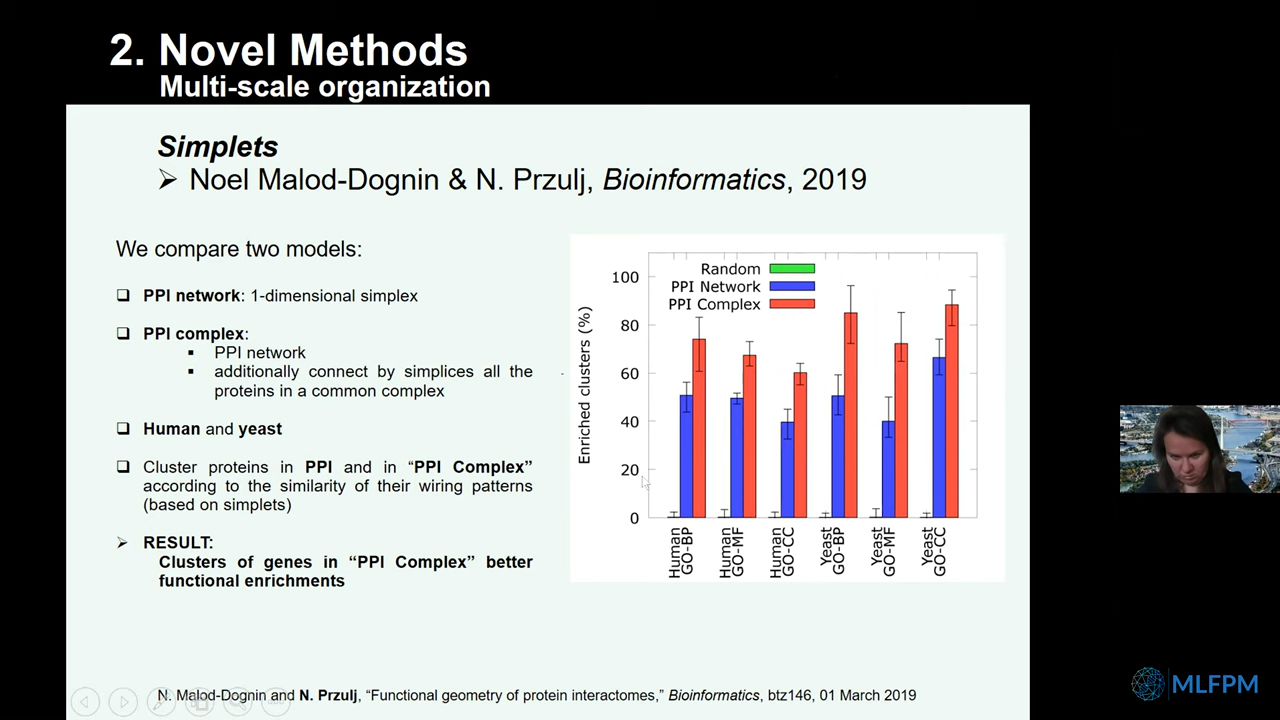 2. Novel Methods
Multi-scale organization
Simplets
➢ Noel Malod-Dognin & N. Przulj, Bioinformatics, 2019
We compare two models:
❑ PPI network: 1-dimensional simplex
❑ PPI complex:
▪ PPI network
▪ additionally connect by simplices all the
proteins in a common complex
❑ Human and yeast
❑ Cluster proteins in PPI and in “PPI Complex”
according to the similarity of their wiring patterns
(based on simplets)
➢ RESULT:
Clusters of genes in “PPI Complex” better
functional enrichments
Random
PPI Network
PPI Complex
Enriched clusters (%)
100
80
60
40
20
0
Human
GO-BP
Human
GO-MF
Human
GO-CC
Yeast
GO-BP
Yeast
GO-MF
Yeast
GO-CC
N. Malod-Dognin and N. Przulj, “Functional geometry of protein interactomes,” Bioinformatics, btz146, 01 March 2019
MLFPM